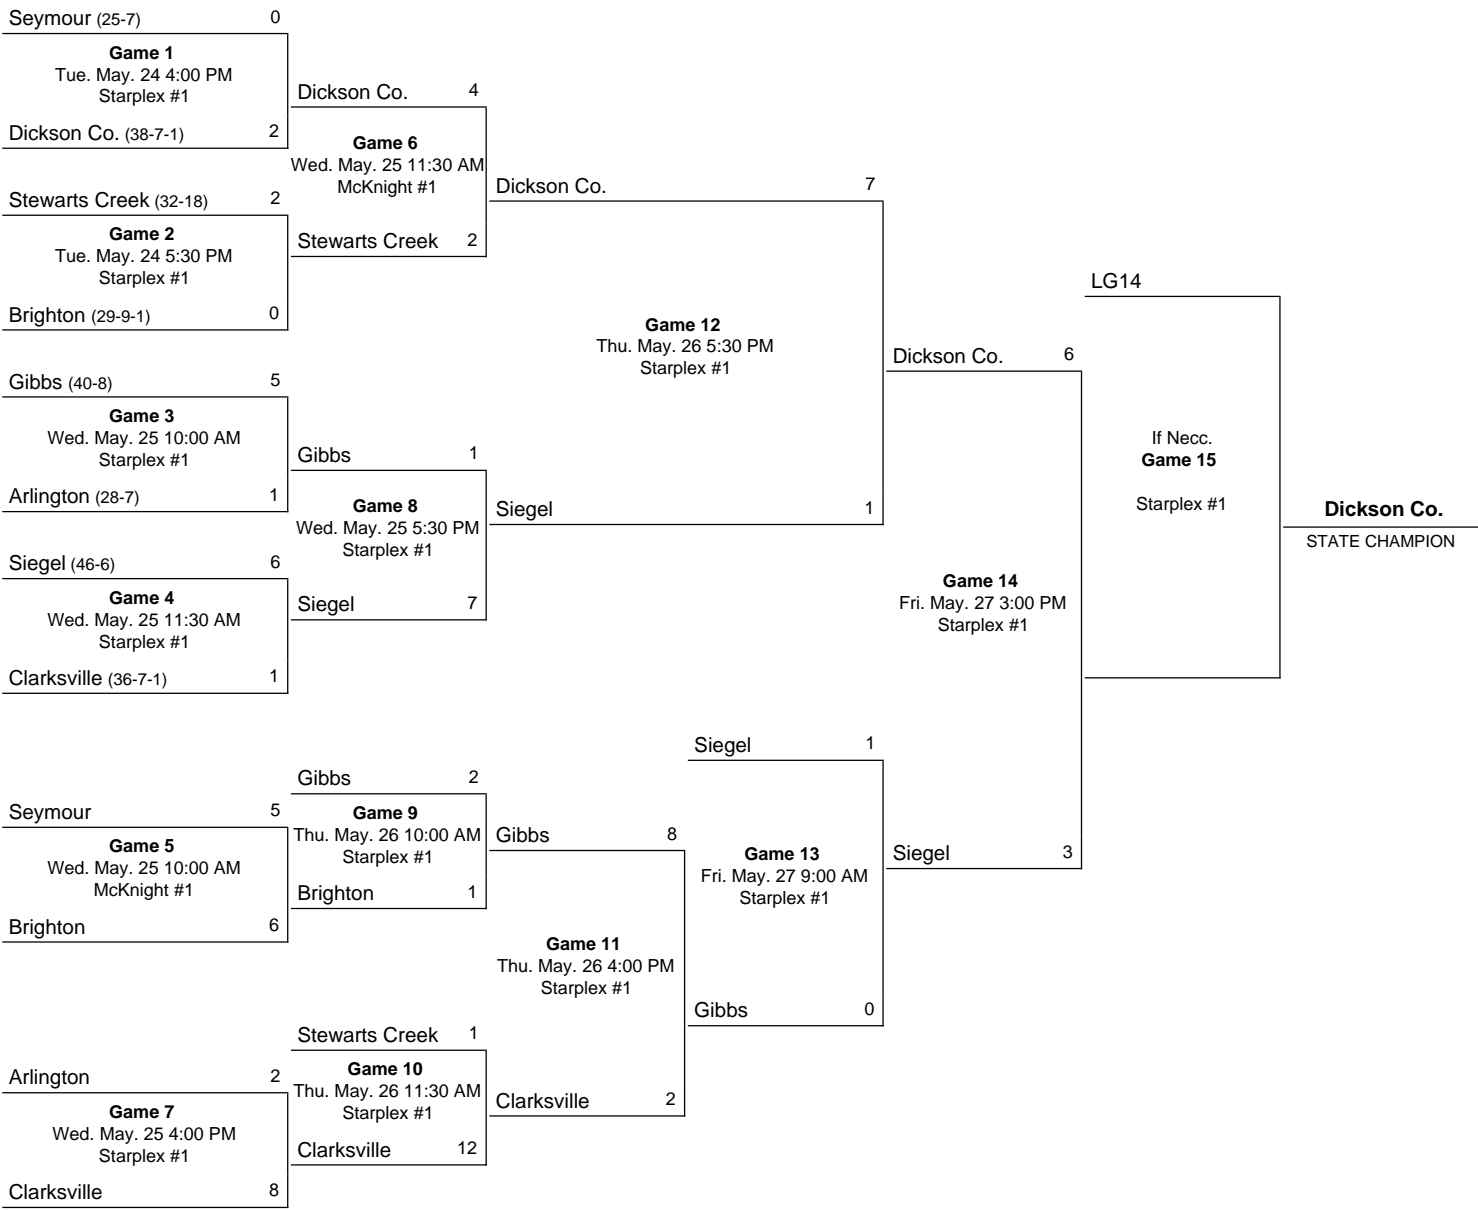 Seymour (25-7) 0
Game 1
Tue. May. 24 4:00 PM
Starplex #1
Dickson Co. (38-7-1) 2
Stewarts Creek (32-18) 2
Game 2
Tue. May. 24 5:30 PM
Starplex #1
Brighton (29-9-1) 0
Gibbs (40-8) 5
Game 3
Wed. May. 25 10:00 AM
Starplex #1
Arlington (28-7) 1
Siegel (46-6) 6
Game 4
Wed. May. 25 11:30 AM
Starplex #1
Clarksville (36-7-1) 1
Seymour 5
Game 5
Wed. May. 25 10:00 AM
McKnight #1
Brighton 6
Arlington 2
Game 7
Wed. May. 25 4:00 PM
Starplex #1
Clarksville 8
Dickson Co. 4
Game 6
Wed. May. 25 11:30 AM
McKnight #1
Stewarts Creek 2
Gibbs 1
Game 8
Wed. May. 25 5:30 PM
Starplex #1
Siegel 7
Gibbs 2
Game 9
Thu. May. 26 10:00 AM
Starplex #1
Brighton 1
Stewarts Creek 1
Game 10
Thu. May. 26 11:30 AM
Starplex #1
Clarksville 12
Dickson Co. 7
Game 12
Thu. May. 26 5:30 PM
Starplex #1
Siegel 1
Gibbs 8
Game 11
Thu. May. 26 4:00 PM
Starplex #1
Clarksville 2
Siegel 1
Game 13
Fri. May. 27 9:00 AM
Starplex #1
Gibbs 0
Dickson Co. 6
Game 14
Fri. May. 27 3:00 PM
Starplex #1
Siegel 3
LG14
If Necc.
Game 15
Starplex #1
Dickson Co.
STATE CHAMPION